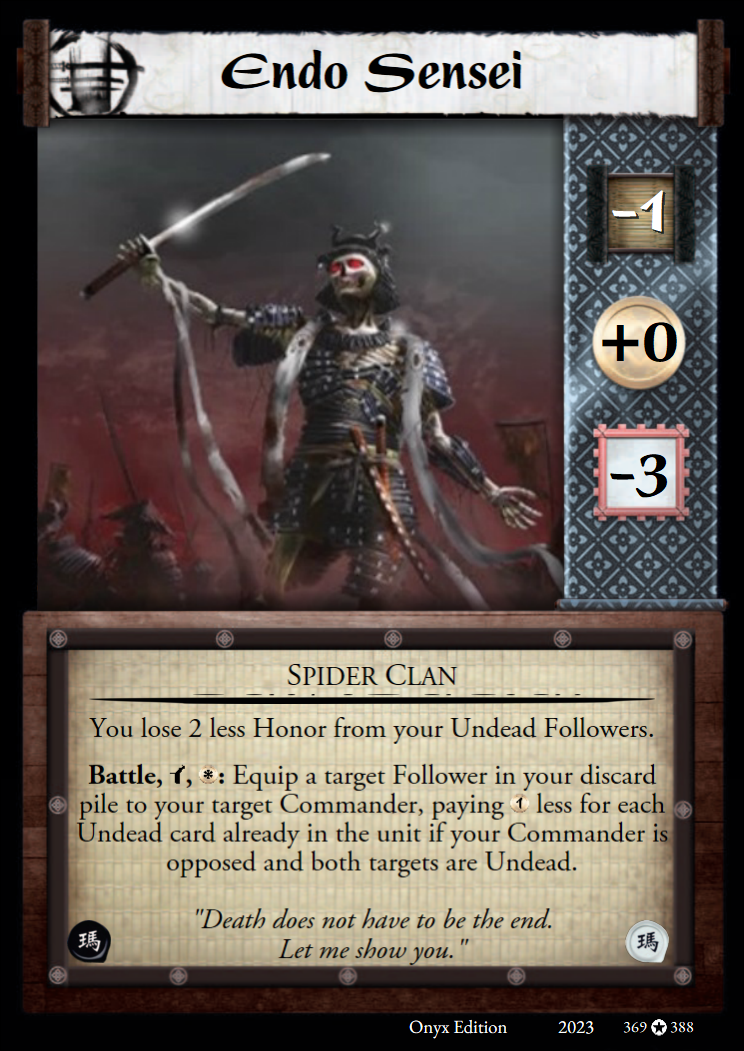 Endo Sensei
-1
+0
-3
SPIDER CLAN
You lose 2 less Honor from your Undead Followers.
Battle, , : Equip a target Follower in your discard
pile to your target Commander, paying 1 less for each
Undead card already in the unit if your Commander is
opposed and both targets are Undead.
"Death does not have to be the end.
Let me show you."
瑪
瑪
Onyx Edition 2023 369 388